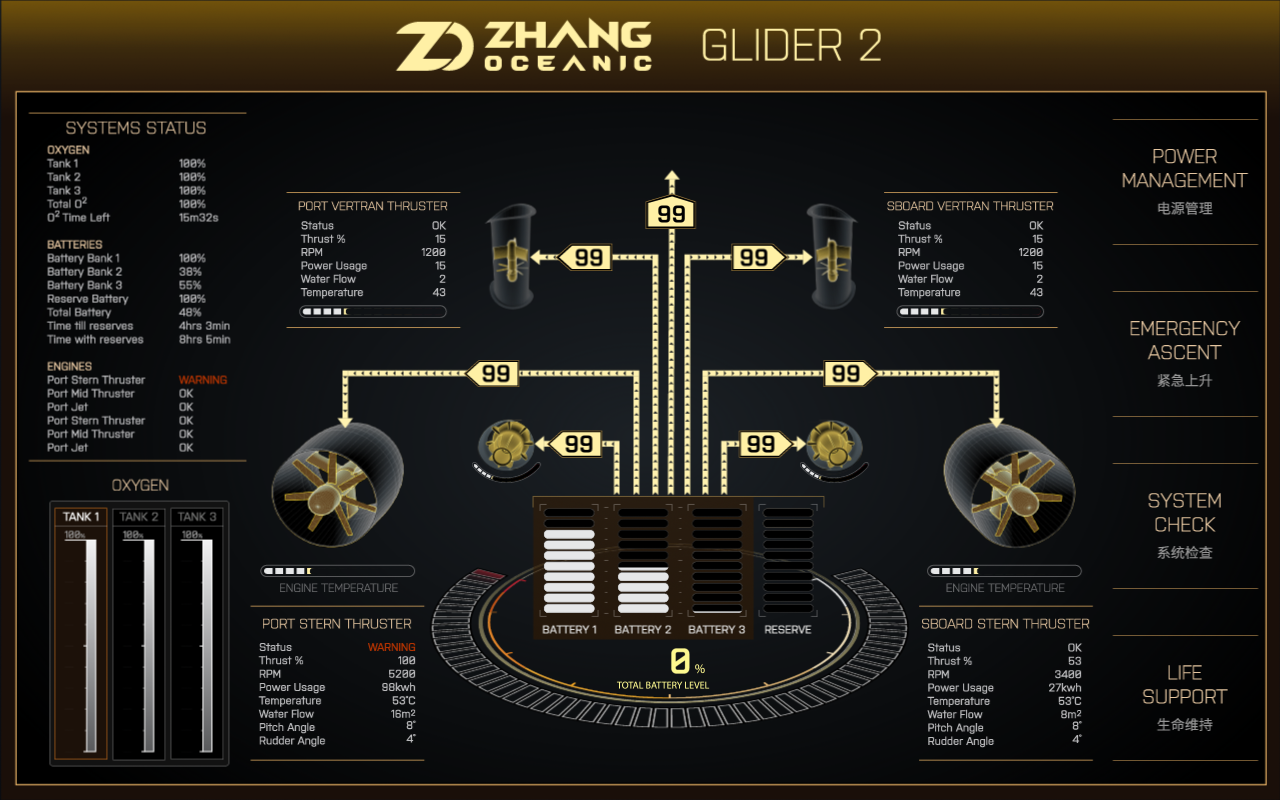 ZHANG
OCEANIC
GLIDER 2
SYSTEMS STATUS
OXYGEN
Tank 1 100%
Tank 2 100%
Tank 3 100%
Total O² 100%
O² Time Left 15m32s
BATTERIES
Battery Bank 1 100%
Battery Bank 2 38%
Battery Bank 3 55%
Reserve Battery 100%
Total Battery 48%
Time till reserves 4hrs 3min
Time with reserves 8hrs 5min
ENGINES
Port Stern Thruster WARNING
Port Mid Thruster OK
Port Jet OK
Port Stern Thruster OK
Port Mid Thruster OK
Port Jet OK
OXYGEN
TANK 1 TANK 2 TANK 3
100% 100% 100%
PORT VERTRAN THRUSTER
Status OK
Thrust % 15
RPM 1200
Power Usage 15
Water Flow 2
Temperature 43
99
99
99
SBOARD VERTRAN THRUSTER
Status OK
Thrust % 15
RPM 1200
Power Usage 15
Water Flow 2
Temperature 43
99
99
99
99
ENGINE TEMPERATURE
PORT STERN THRUSTER
Status WARNING
Thrust % 100
RPM 5200
Power Usage 98kwh
Temperature 53°C
Water Flow 16m²
Pitch Angle 8°
Rudder Angle 4°
BATTERY 1 BATTERY 2 BATTERY 3 RESERVE
0 %
TOTAL BATTERY LEVEL
ENGINE TEMPERATURE
SBOARD STERN THRUSTER
Status OK
Thrust % 53
RPM 3400
Power Usage 27kwh
Temperature 53°C
Water Flow 8m²
Pitch Angle 8°
Rudder Angle 4°
POWER
MANAGEMENT
电源管理
EMERGENCY
ASCENT
紧急上升
SYSTEM
CHECK
系统检查
LIFE
SUPPORT
生命维持